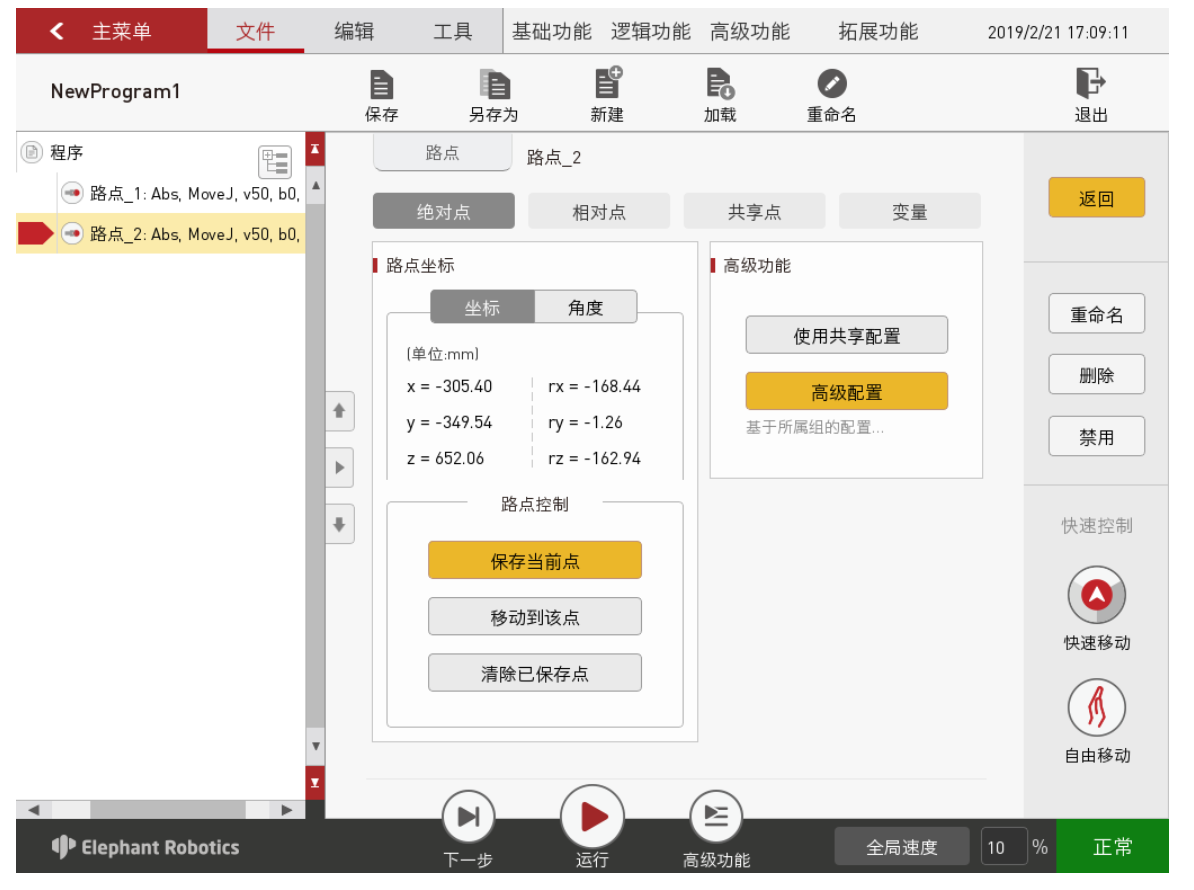 主菜单 文件 编辑 工具 基础功能 逻辑功能 高级功能 拓展功能 2019/2/21 17:09:11
NewProgram1 保存 另存为 新建 加载 重命名 退出
程序
路点_1: Abs, MoveJ, v50, b0,
路点_2: Abs, MoveJ, v50, b0,
路点 路点_2
绝对点 相对点 共享点 变量
路点坐标
坐标 角度
(单位:mm)
x = -305.40 rx = -168.44
y = -349.54 ry = -1.26
z = 652.06 rz = -162.94
路点控制
保存当前点
移动到该点
清除已保存点
高级功能
使用共享配置
高级配置
基于所属组的配置...
返回
重命名
删除
禁用
快速控制
快速移动
自由移动
Elephant Robotics 下一步 运行 高级功能 全局速度 10 % 正常